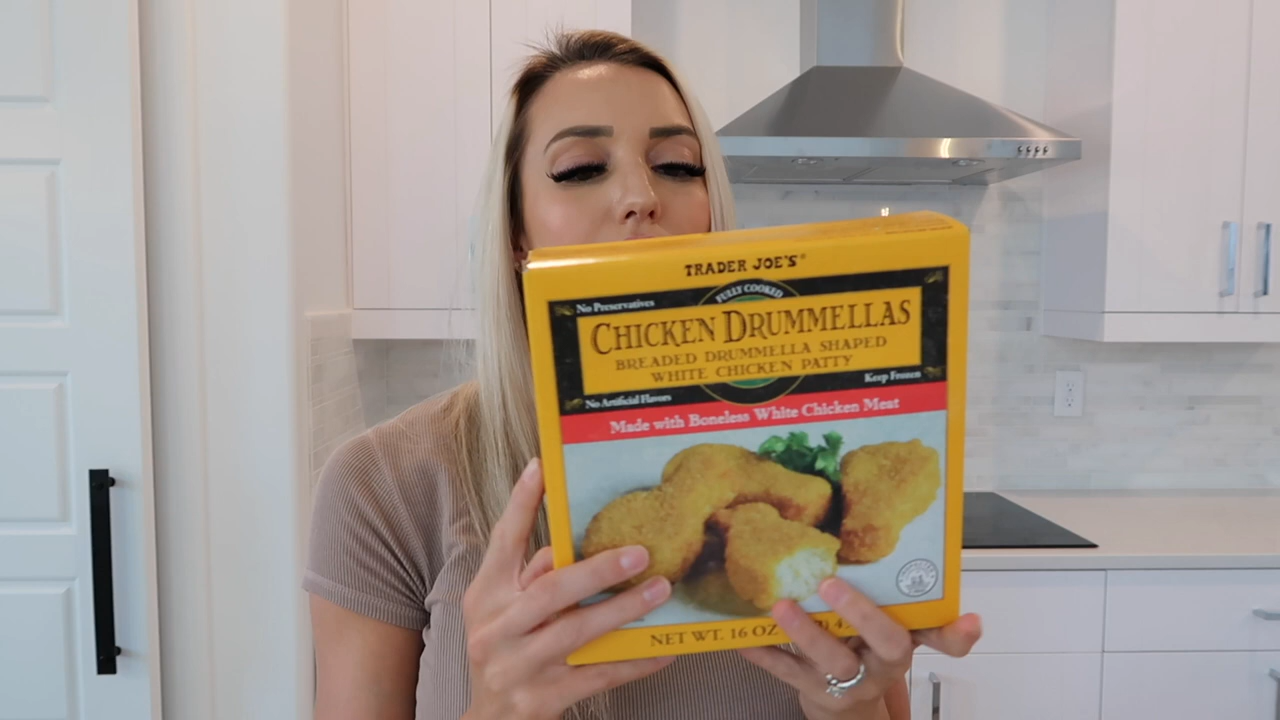 TRADER JOE'S®
FULLY COOKED
No Preservatives
CHICKEN DRUMMELLAS
BREADED DRUMMELLA SHAPED
WHITE CHICKEN PATTY
Keep Frozen
No Artificial Flavors
Made with Boneless White Chicken Meat
NET WT. 16 OZ